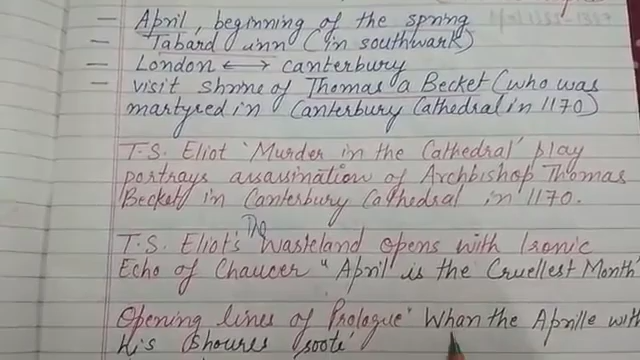 — April, beginning of the spring
— Tabard inn (in southwark)
— London ↔ canterbury
— visit shrine of Thomas a Becket (who was
martyred in Canterbury Cathedral in 1170)
T.S. Eliot 'Murder in the Cathedral' play
portrays assassination of Archbishop Thomas
Becket in Canterbury Cathedral in 1170.
T.S. Eliot's The Wasteland opens with Ironic
Echo of Chaucer "April' is the Cruellest Month'
Opening lines of Prologue" Whan the Aprille with
his Shoures soote'